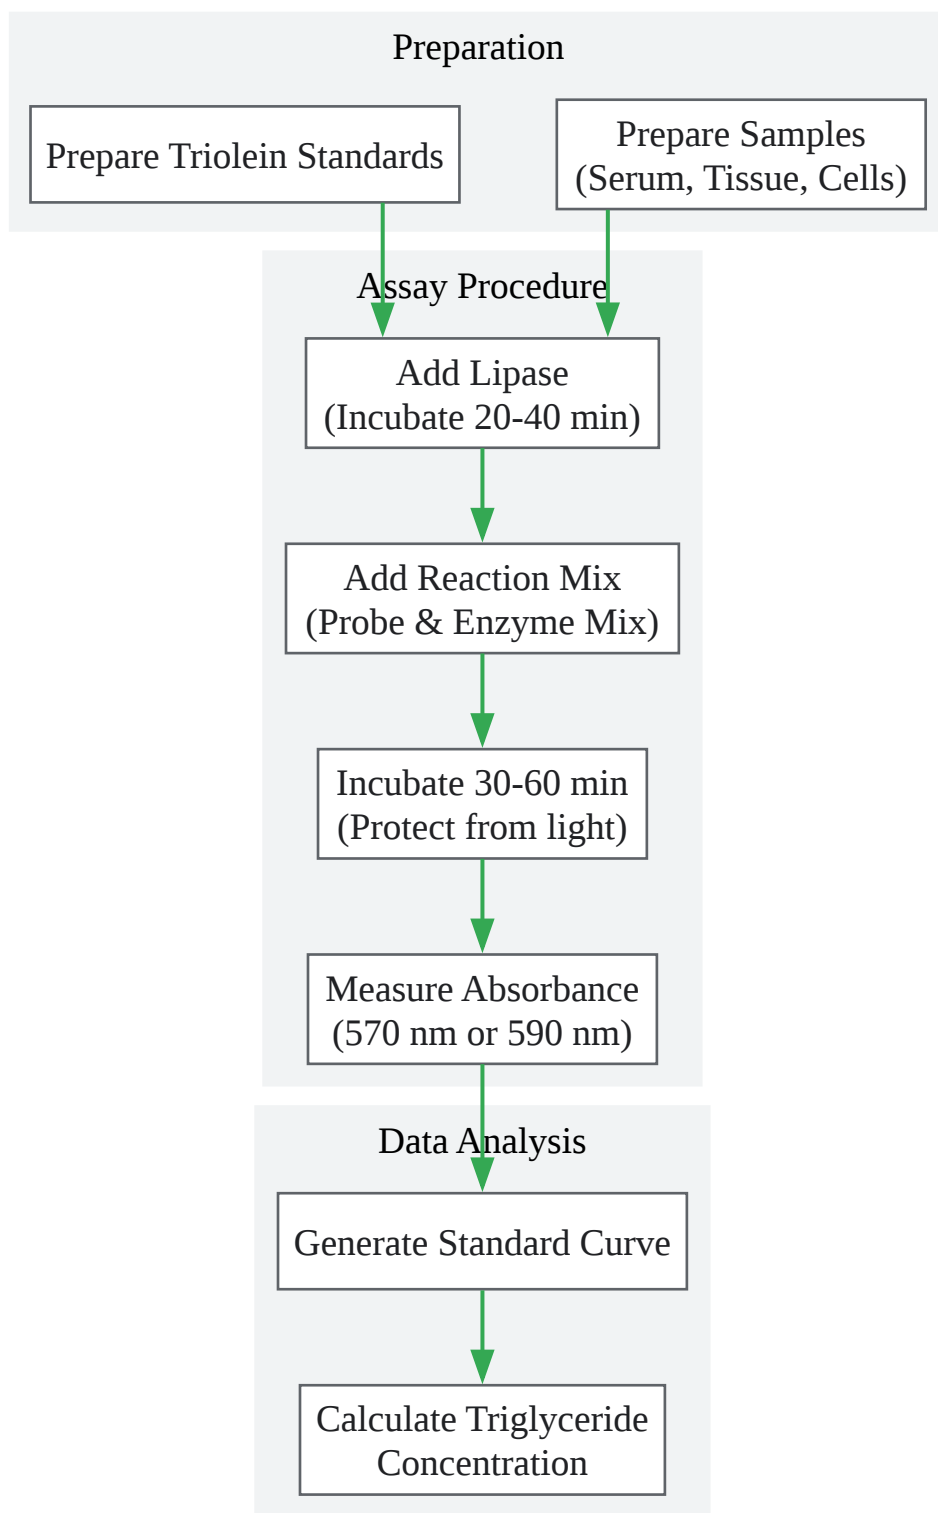 Preparation
Prepare Triolein Standards
Prepare Samples
(Serum, Tissue, Cells)
Assay Procedure
Add Lipase
(Incubate 20-40 min)
Add Reaction Mix
(Probe & Enzyme Mix)
Incubate 30-60 min
(Protect from light)
Measure Absorbance
(570 nm or 590 nm)
Data Analysis
Generate Standard Curve
Calculate Triglyceride
Concentration